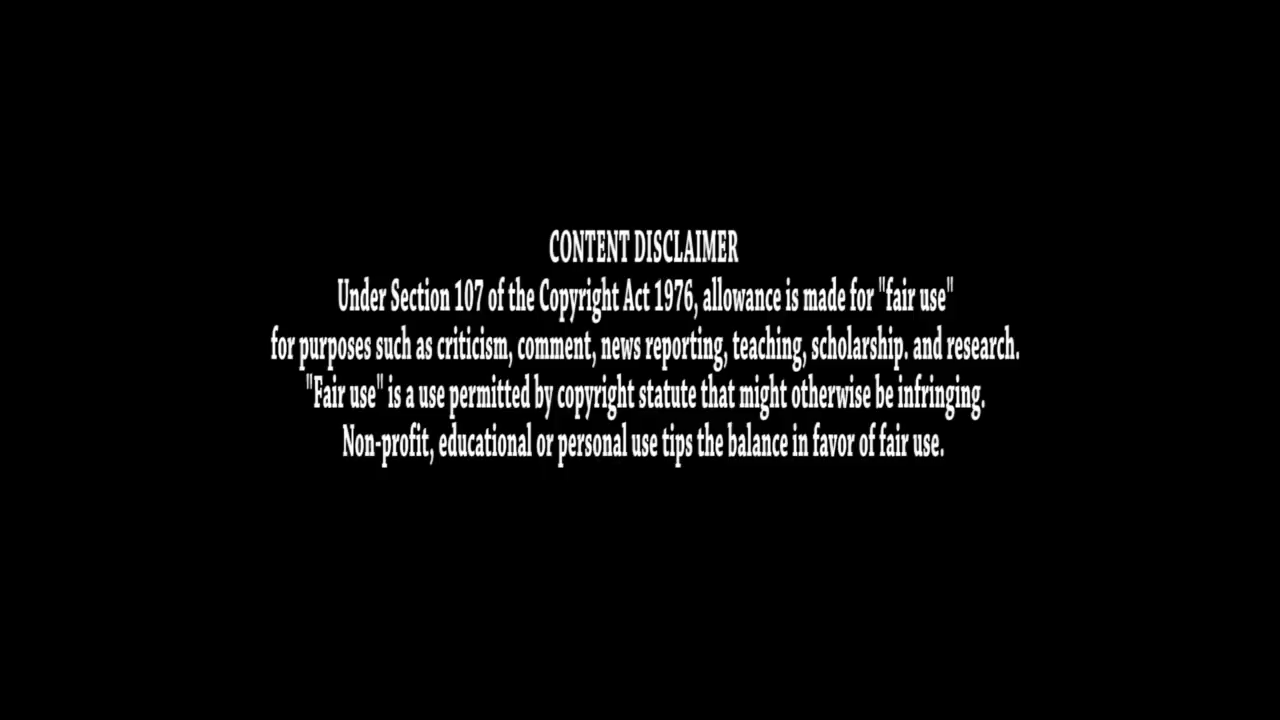 CONTENT DISCLAIMER
Under Section 107 of the Copyright Act 1976, allowance is made for "fair use"
for purposes such as criticism, comment, news reporting, teaching, scholarship. and research.
"Fair use" is a use permitted by copyright statute that might otherwise be infringing.
Non-profit, educational or personal use tips the balance in favor of fair use.